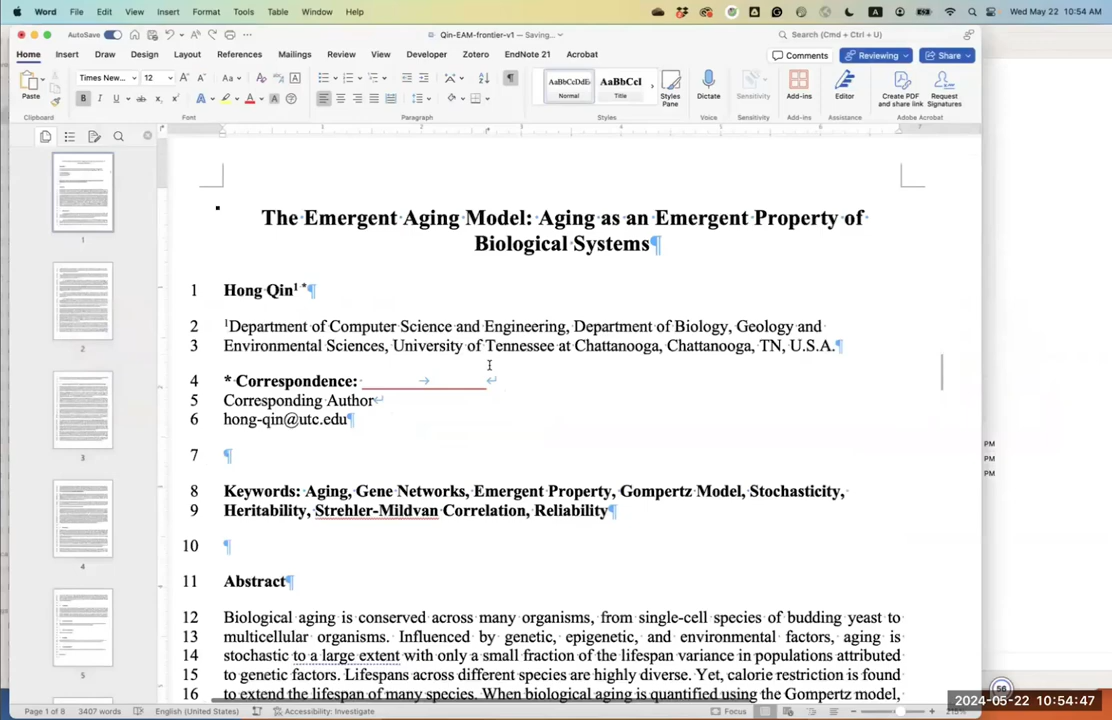 Word File Edit View Insert Format Tools Table Window Help Wed May 22 10:54 AM
AutoSave Qin-EAM-frontier-v1 — Saving... Search (Cmd + Ctrl + U)
Home Insert Draw Design Layout References Mailings Review View Developer Zotero EndNote 21 Acrobat Comments Reviewing Share
Paste Times New... 12 AaBbCcDdEe AaBbCcI Styles Pane Dictate Sensitivity Add-ins Editor Create PDF and share link Request Signatures
Normal Title
Clipboard Font Paragraph Styles Voice Sensitivity Add-ins Assistance Adobe Acrobat
The Emergent Aging Model: Aging as an Emergent Property of
Biological Systems¶
1 Hong Qin¹ *¶
2 ¹Department of Computer Science and Engineering, Department of Biology, Geology and
3 Environmental Sciences, University of Tennessee at Chattanooga, Chattanooga, TN, U.S.A.¶
4 * Correspondence:
5 Corresponding Author
6 hong-qin@utc.edu¶
7 ¶
8 Keywords: Aging, Gene Networks, Emergent Property, Gompertz Model, Stochasticity,
9 Heritability, Strehler-Mildvan Correlation, Reliability¶
10 ¶
11 Abstract¶
12 Biological aging is conserved across many organisms, from single-cell species of budding yeast to
13 multicellular organisms. Influenced by genetic, epigenetic, and environmental factors, aging is
14 stochastic to a large extent with only a small fraction of the lifespan variance in populations attributed
15 to genetic factors. Lifespans across different species are highly diverse. Yet, calorie restriction is found
16 to extend the lifespan of many species. When biological aging is quantified using the Gompertz model,
1
2
3
4
5
PM
PM
PM
56
Page 1 of 8 3407 words English (United States) Accessibility: Investigate Focus
2024-05-22 10:54:47